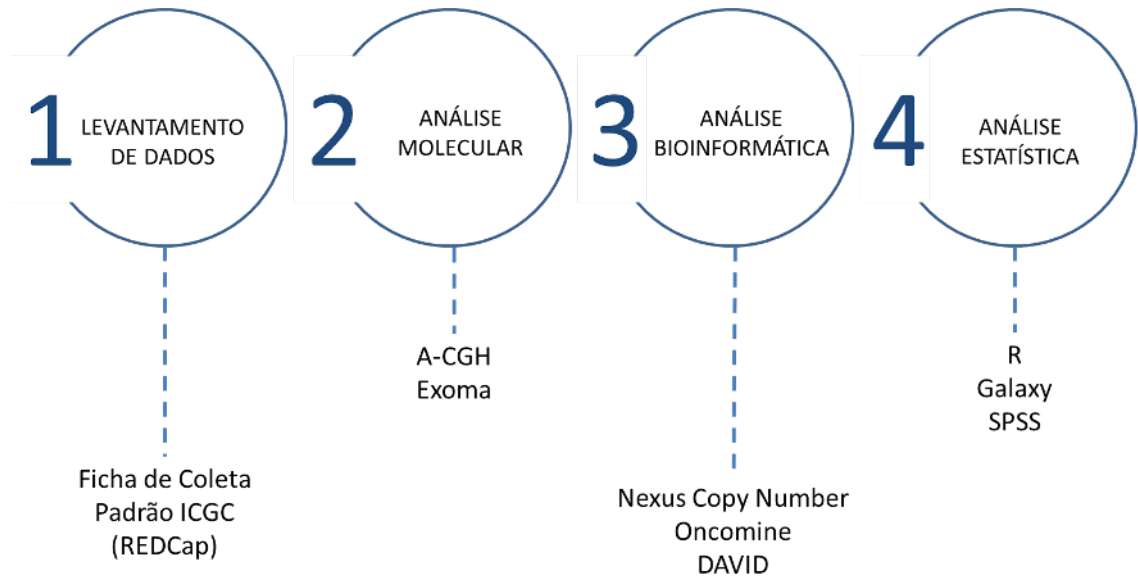 1
LEVANTAMENTO
DE DADOS
2
ANÁLISE
MOLECULAR
3
ANÁLISE
BIOINFORMÁTICA
4
ANÁLISE
ESTATÍSTICA
Ficha de Coleta
Padrão ICGC
(REDCap)
A-CGH
Exoma
Nexus Copy Number
Oncomine
DAVID
R
Galaxy
SPSS